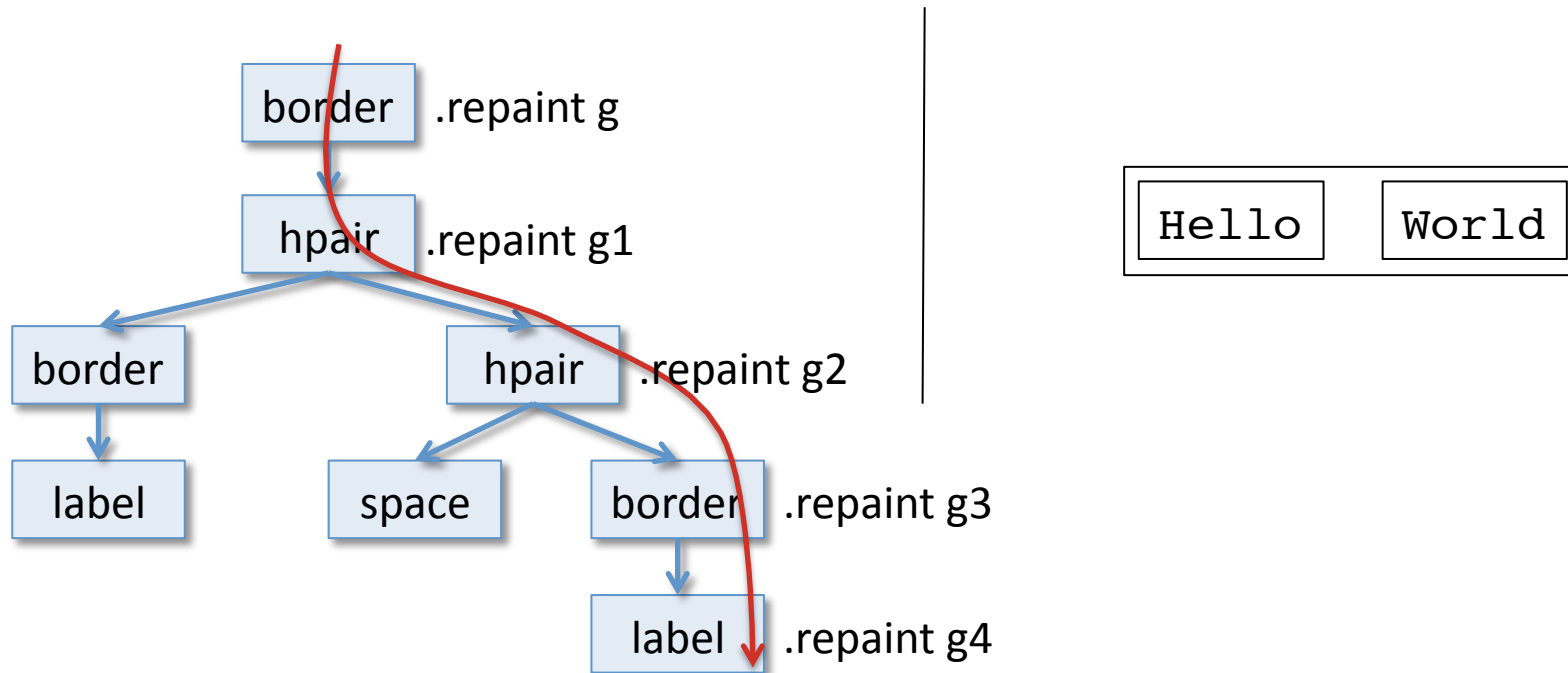 border .repaint g
hpair .repaint g1
Hello World
border hpair .repaint g2
label space border .repaint g3
label .repaint g4